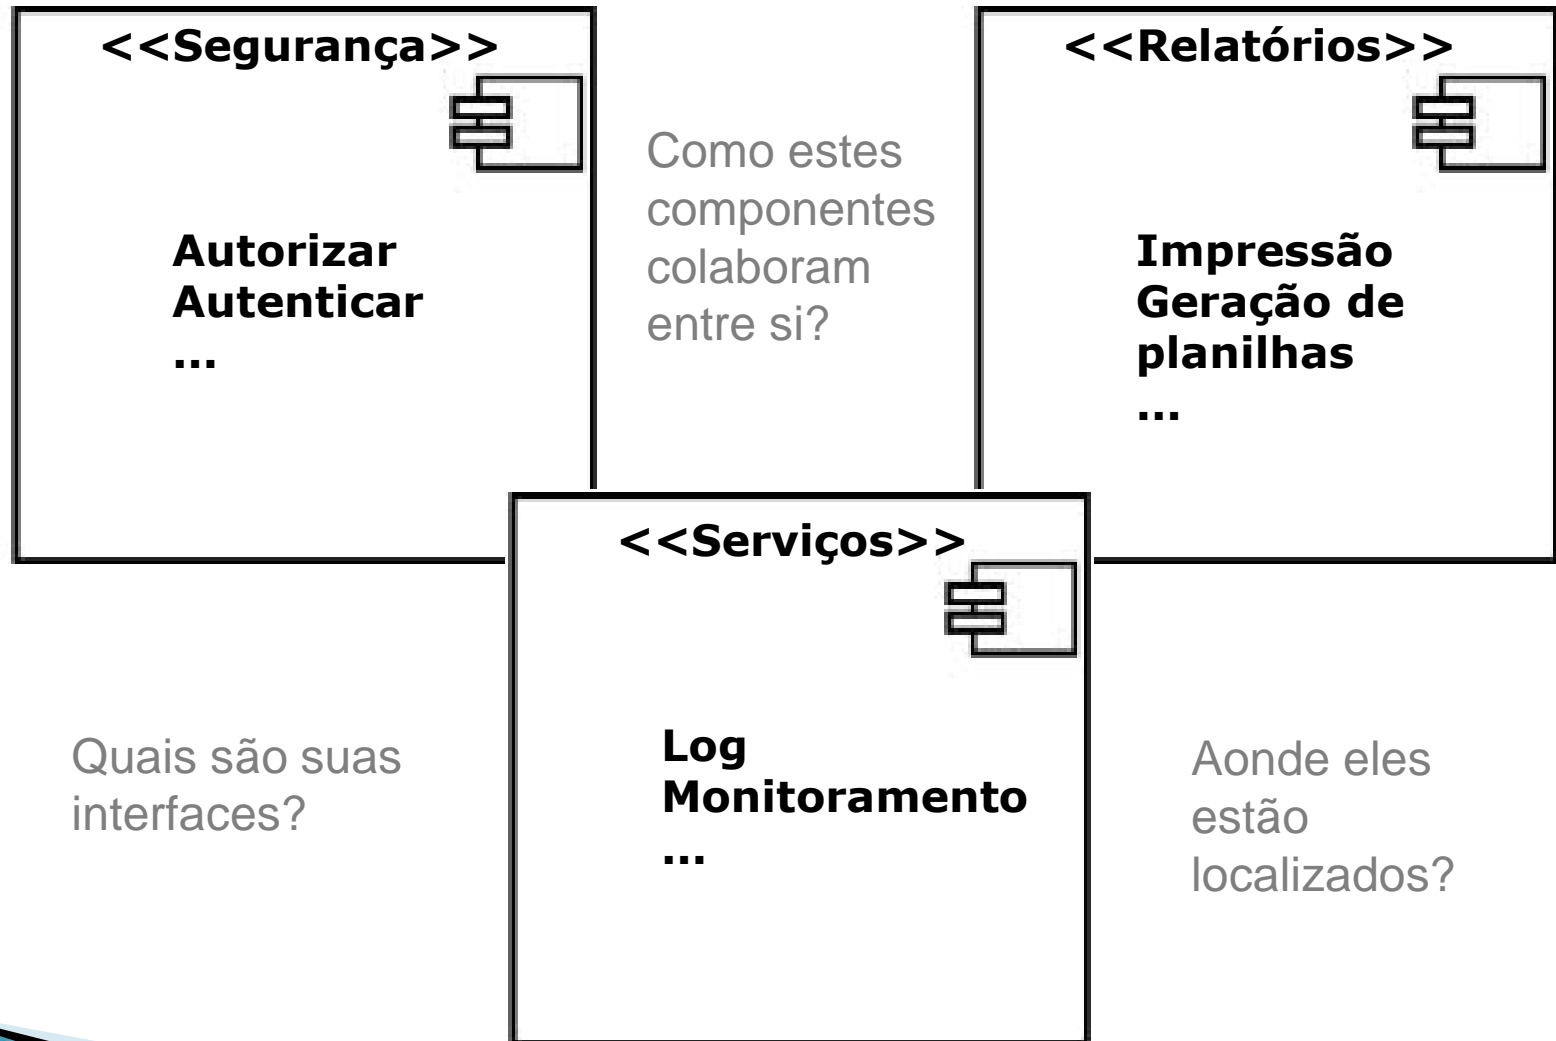 <<Segurança>>
Autorizar
Autenticar
...
Como estes
componentes
colaboram
entre si?
<<Relatórios>>
Impressão
Geração de
planilhas
...
<<Serviços>>
Log
Monitoramento
...
Quais são suas
interfaces?
Aonde eles
estão
localizados?